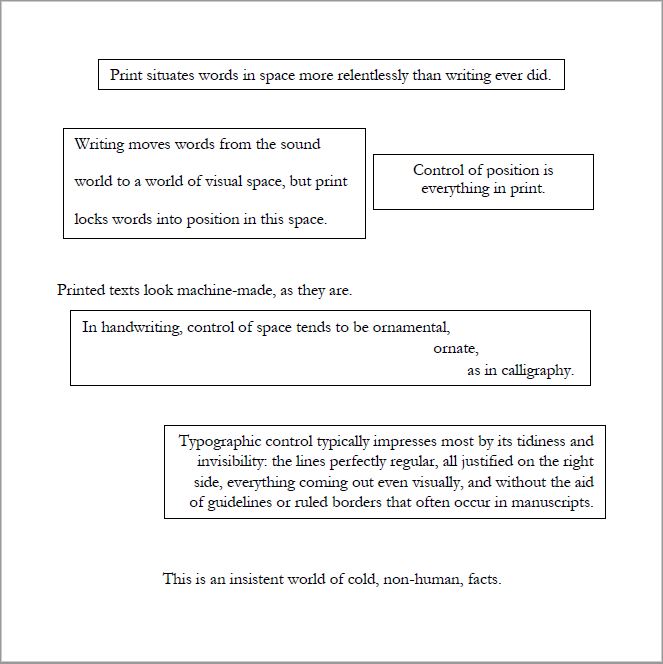 Print situates words in space more relentlessly than writing ever did.
Writing moves words from the sound
world to a world of visual space, but print
locks words into position in this space.
Control of position is
everything in print.
Printed texts look machine-made, as they are.
In handwriting, control of space tends to be ornamental,
ornate,
as in calligraphy.
Typographic control typically impresses most by its tidiness and
invisibility: the lines perfectly regular, all justified on the right
side, everything coming out even visually, and without the aid
of guidelines or ruled borders that often occur in manuscripts.
This is an insistent world of cold, non-human, facts.